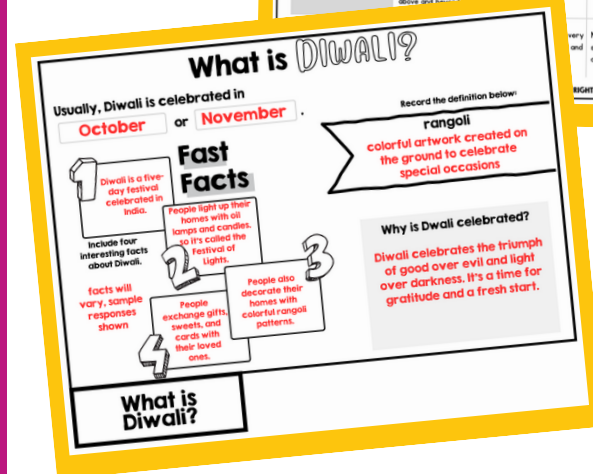 What is DIWALI?
Usually, Diwali is celebrated in
October or November .
Record the definition below:
rangoli
colorful artwork created on
the ground to celebrate
special occasions
Fast
Facts
1
Diwali is a five-
day festival
celebrated in
India.
Include four
interesting facts
about Diwali.
facts will
vary, sample
responses
shown
2
People light up their
homes with oil
lamps and candles,
so it's called the
Festival of
Lights.
3
People also
decorate their
homes with
colorful rangoli
patterns.
4
People
exchange gifts,
sweets, and
cards with
their loved
ones.
Why is Dwali celebrated?
Diwali celebrates the triumph
of good over evil and light
over darkness. It's a time for
gratitude and a fresh start.
What is
Diwali?